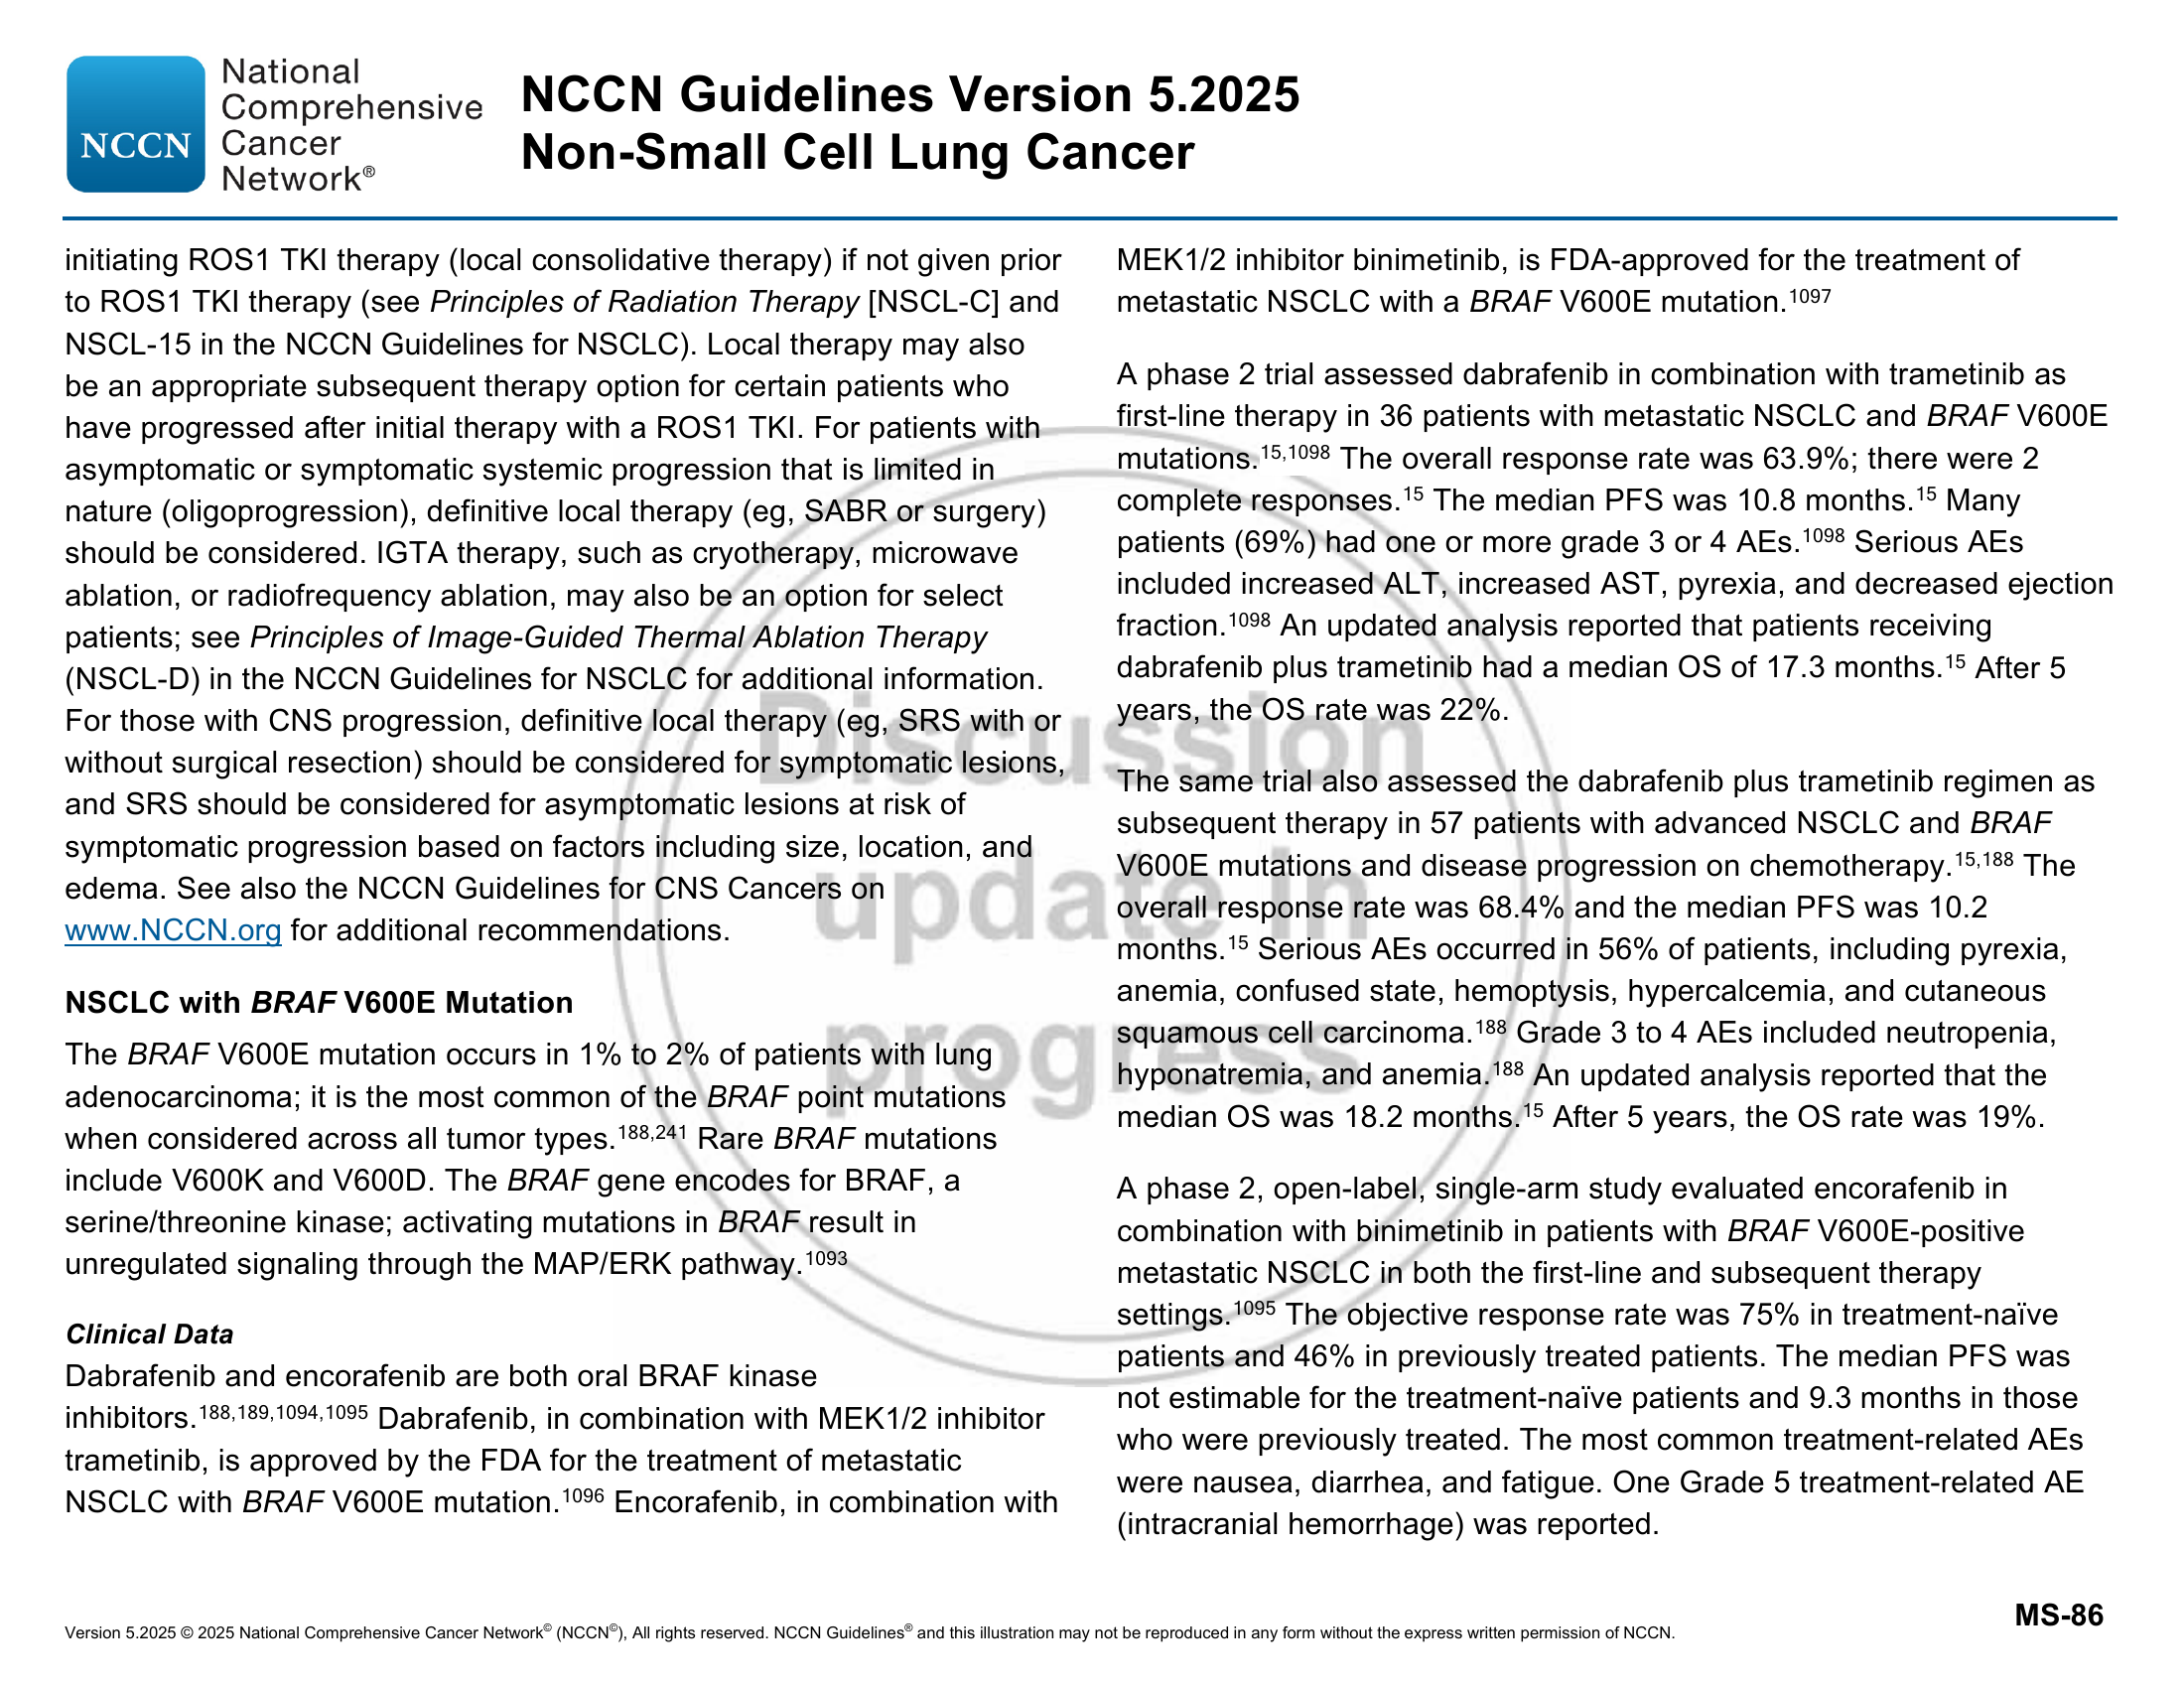 National
Comprehensive
NCCN Cancer
Network®
NCCN Guidelines Version 5.2025
Non-Small Cell Lung Cancer
initiating ROS1 TKI therapy (local consolidative therapy) if not given prior
to ROS1 TKI therapy (see Principles of Radiation Therapy [NSCL-C] and
NSCL-15 in the NCCN Guidelines for NSCLC). Local therapy may also
be an appropriate subsequent therapy option for certain patients who
have progressed after initial therapy with a ROS1 TKI. For patients with
asymptomatic or symptomatic systemic progression that is limited in
nature (oligoprogression), definitive local therapy (eg, SABR or surgery)
should be considered. IGTA therapy, such as cryotherapy, microwave
ablation, or radiofrequency ablation, may also be an option for select
patients; see Principles of Image-Guided Thermal Ablation Therapy
(NSCL-D) in the NCCN Guidelines for NSCLC for additional information.
For those with CNS progression, definitive local therapy (eg, SRS with or
without surgical resection) should be considered for symptomatic lesions,
and SRS should be considered for asymptomatic lesions at risk of
symptomatic progression based on factors including size, location, and
edema. See also the NCCN Guidelines for CNS Cancers on
www.NCCN.org for additional recommendations.
NSCLC with BRAF V600E Mutation
The BRAF V600E mutation occurs in 1% to 2% of patients with lung
adenocarcinoma; it is the most common of the BRAF point mutations
when considered across all tumor types.188,241 Rare BRAF mutations
include V600K and V600D. The BRAF gene encodes for BRAF, a
serine/threonine kinase; activating mutations in BRAF result in
unregulated signaling through the MAP/ERK pathway.1093
Clinical Data
Dabrafenib and encorafenib are both oral BRAF kinase
inhibitors.188,189,1094,1095 Dabrafenib, in combination with MEK1/2 inhibitor
trametinib, is approved by the FDA for the treatment of metastatic
NSCLC with BRAF V600E mutation.1096 Encorafenib, in combination with
MEK1/2 inhibitor binimetinib, is FDA-approved for the treatment of
metastatic NSCLC with a BRAF V600E mutation.1097
A phase 2 trial assessed dabrafenib in combination with trametinib as
first-line therapy in 36 patients with metastatic NSCLC and BRAF V600E
mutations.15,1098 The overall response rate was 63.9%; there were 2
complete responses.15 The median PFS was 10.8 months.15 Many
patients (69%) had one or more grade 3 or 4 AEs.1098 Serious AEs
included increased ALT, increased AST, pyrexia, and decreased ejection
fraction.1098 An updated analysis reported that patients receiving
dabrafenib plus trametinib had a median OS of 17.3 months.15 After 5
years, the OS rate was 22%.
The same trial also assessed the dabrafenib plus trametinib regimen as
subsequent therapy in 57 patients with advanced NSCLC and BRAF
V600E mutations and disease progression on chemotherapy.15,188 The
overall response rate was 68.4% and the median PFS was 10.2
months.15 Serious AEs occurred in 56% of patients, including pyrexia,
anemia, confused state, hemoptysis, hypercalcemia, and cutaneous
squamous cell carcinoma.188 Grade 3 to 4 AEs included neutropenia,
hyponatremia, and anemia.188 An updated analysis reported that the
median OS was 18.2 months.15 After 5 years, the OS rate was 19%.
A phase 2, open-label, single-arm study evaluated encorafenib in
combination with binimetinib in patients with BRAF V600E-positive
metastatic NSCLC in both the first-line and subsequent therapy
settings.1095 The objective response rate was 75% in treatment-naïve
patients and 46% in previously treated patients. The median PFS was
not estimable for the treatment-naïve patients and 9.3 months in those
who were previously treated. The most common treatment-related AEs
were nausea, diarrhea, and fatigue. One Grade 5 treatment-related AE
(intracranial hemorrhage) was reported.
Discussion
update in
progress
MS-86
Version 5.2025 © 2025 National Comprehensive Cancer Network© (NCCN©), All rights reserved. NCCN Guidelines® and this illustration may not be reproduced in any form without the express written permission of NCCN.